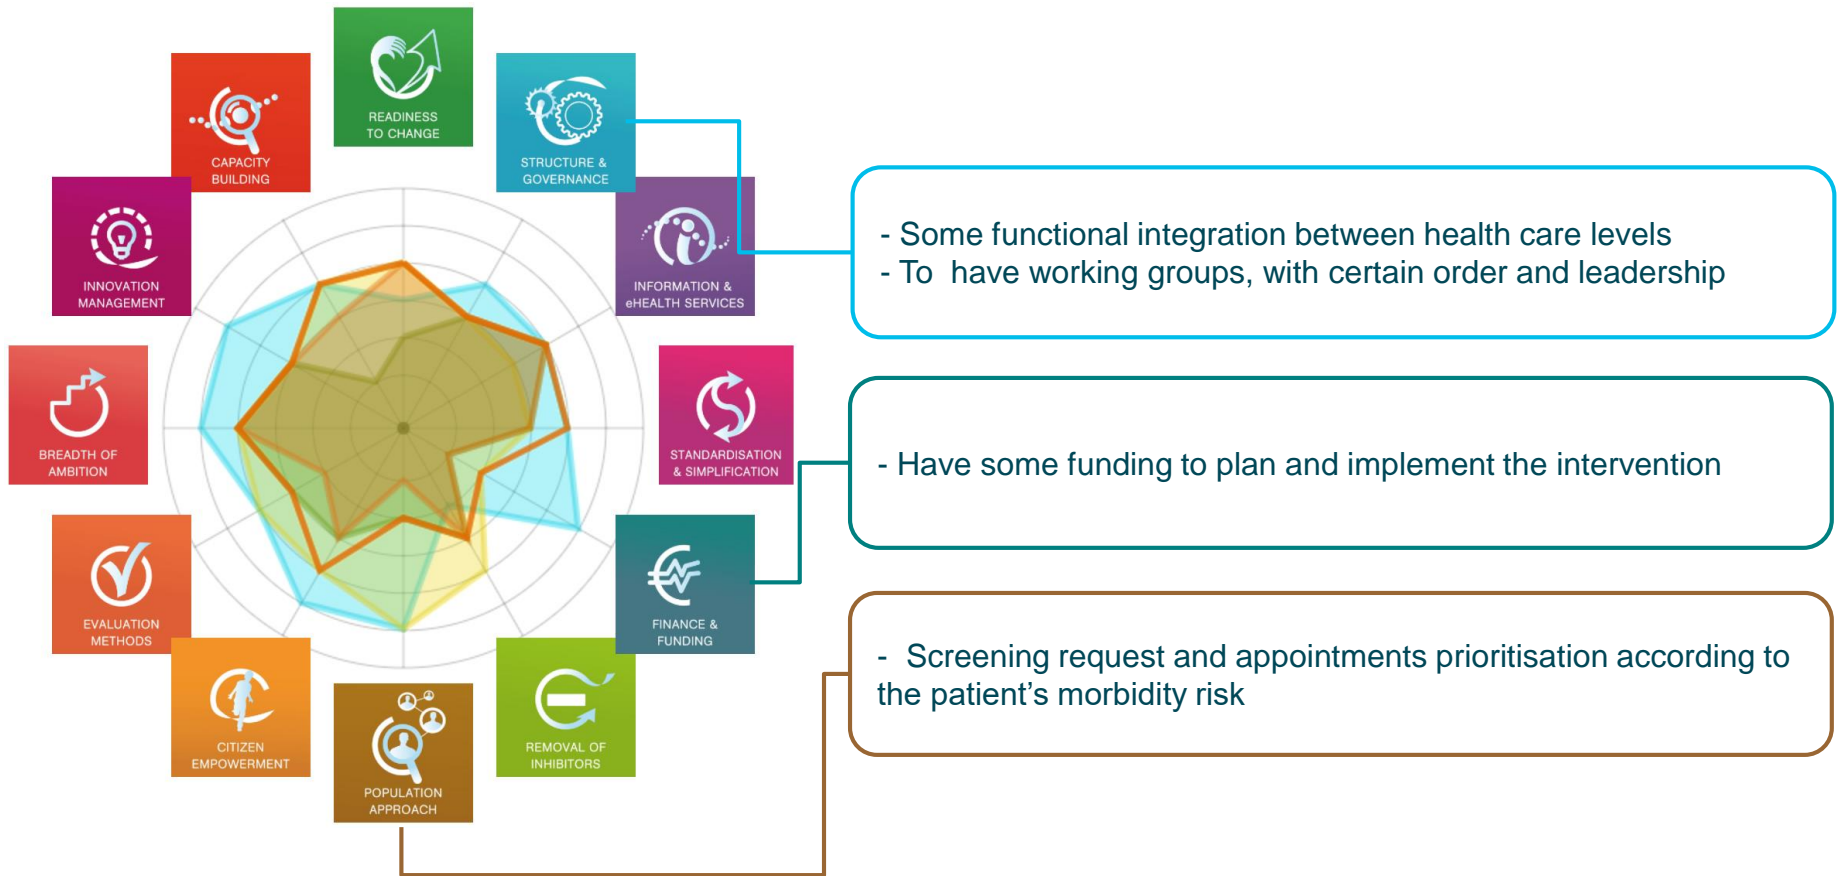 READINESS
TO CHANGE
STRUCTURE &
GOVERNANCE
INFORMATION &
eHEALTH SERVICES
STANDARDISATION
& SIMPLIFICATION
FINANCE &
FUNDING
REMOVAL OF
INHIBITORS
POPULATION
APPROACH
CITIZEN
EMPOWERMENT
EVALUATION
METHODS
BREADTH OF
AMBITION
INNOVATION
MANAGEMENT
CAPACITY
BUILDING
- Some functional integration between health care levels
- To have working groups, with certain order and leadership
- Have some funding to plan and implement the intervention
- Screening request and appointments prioritisation according to
the patient’s morbidity risk